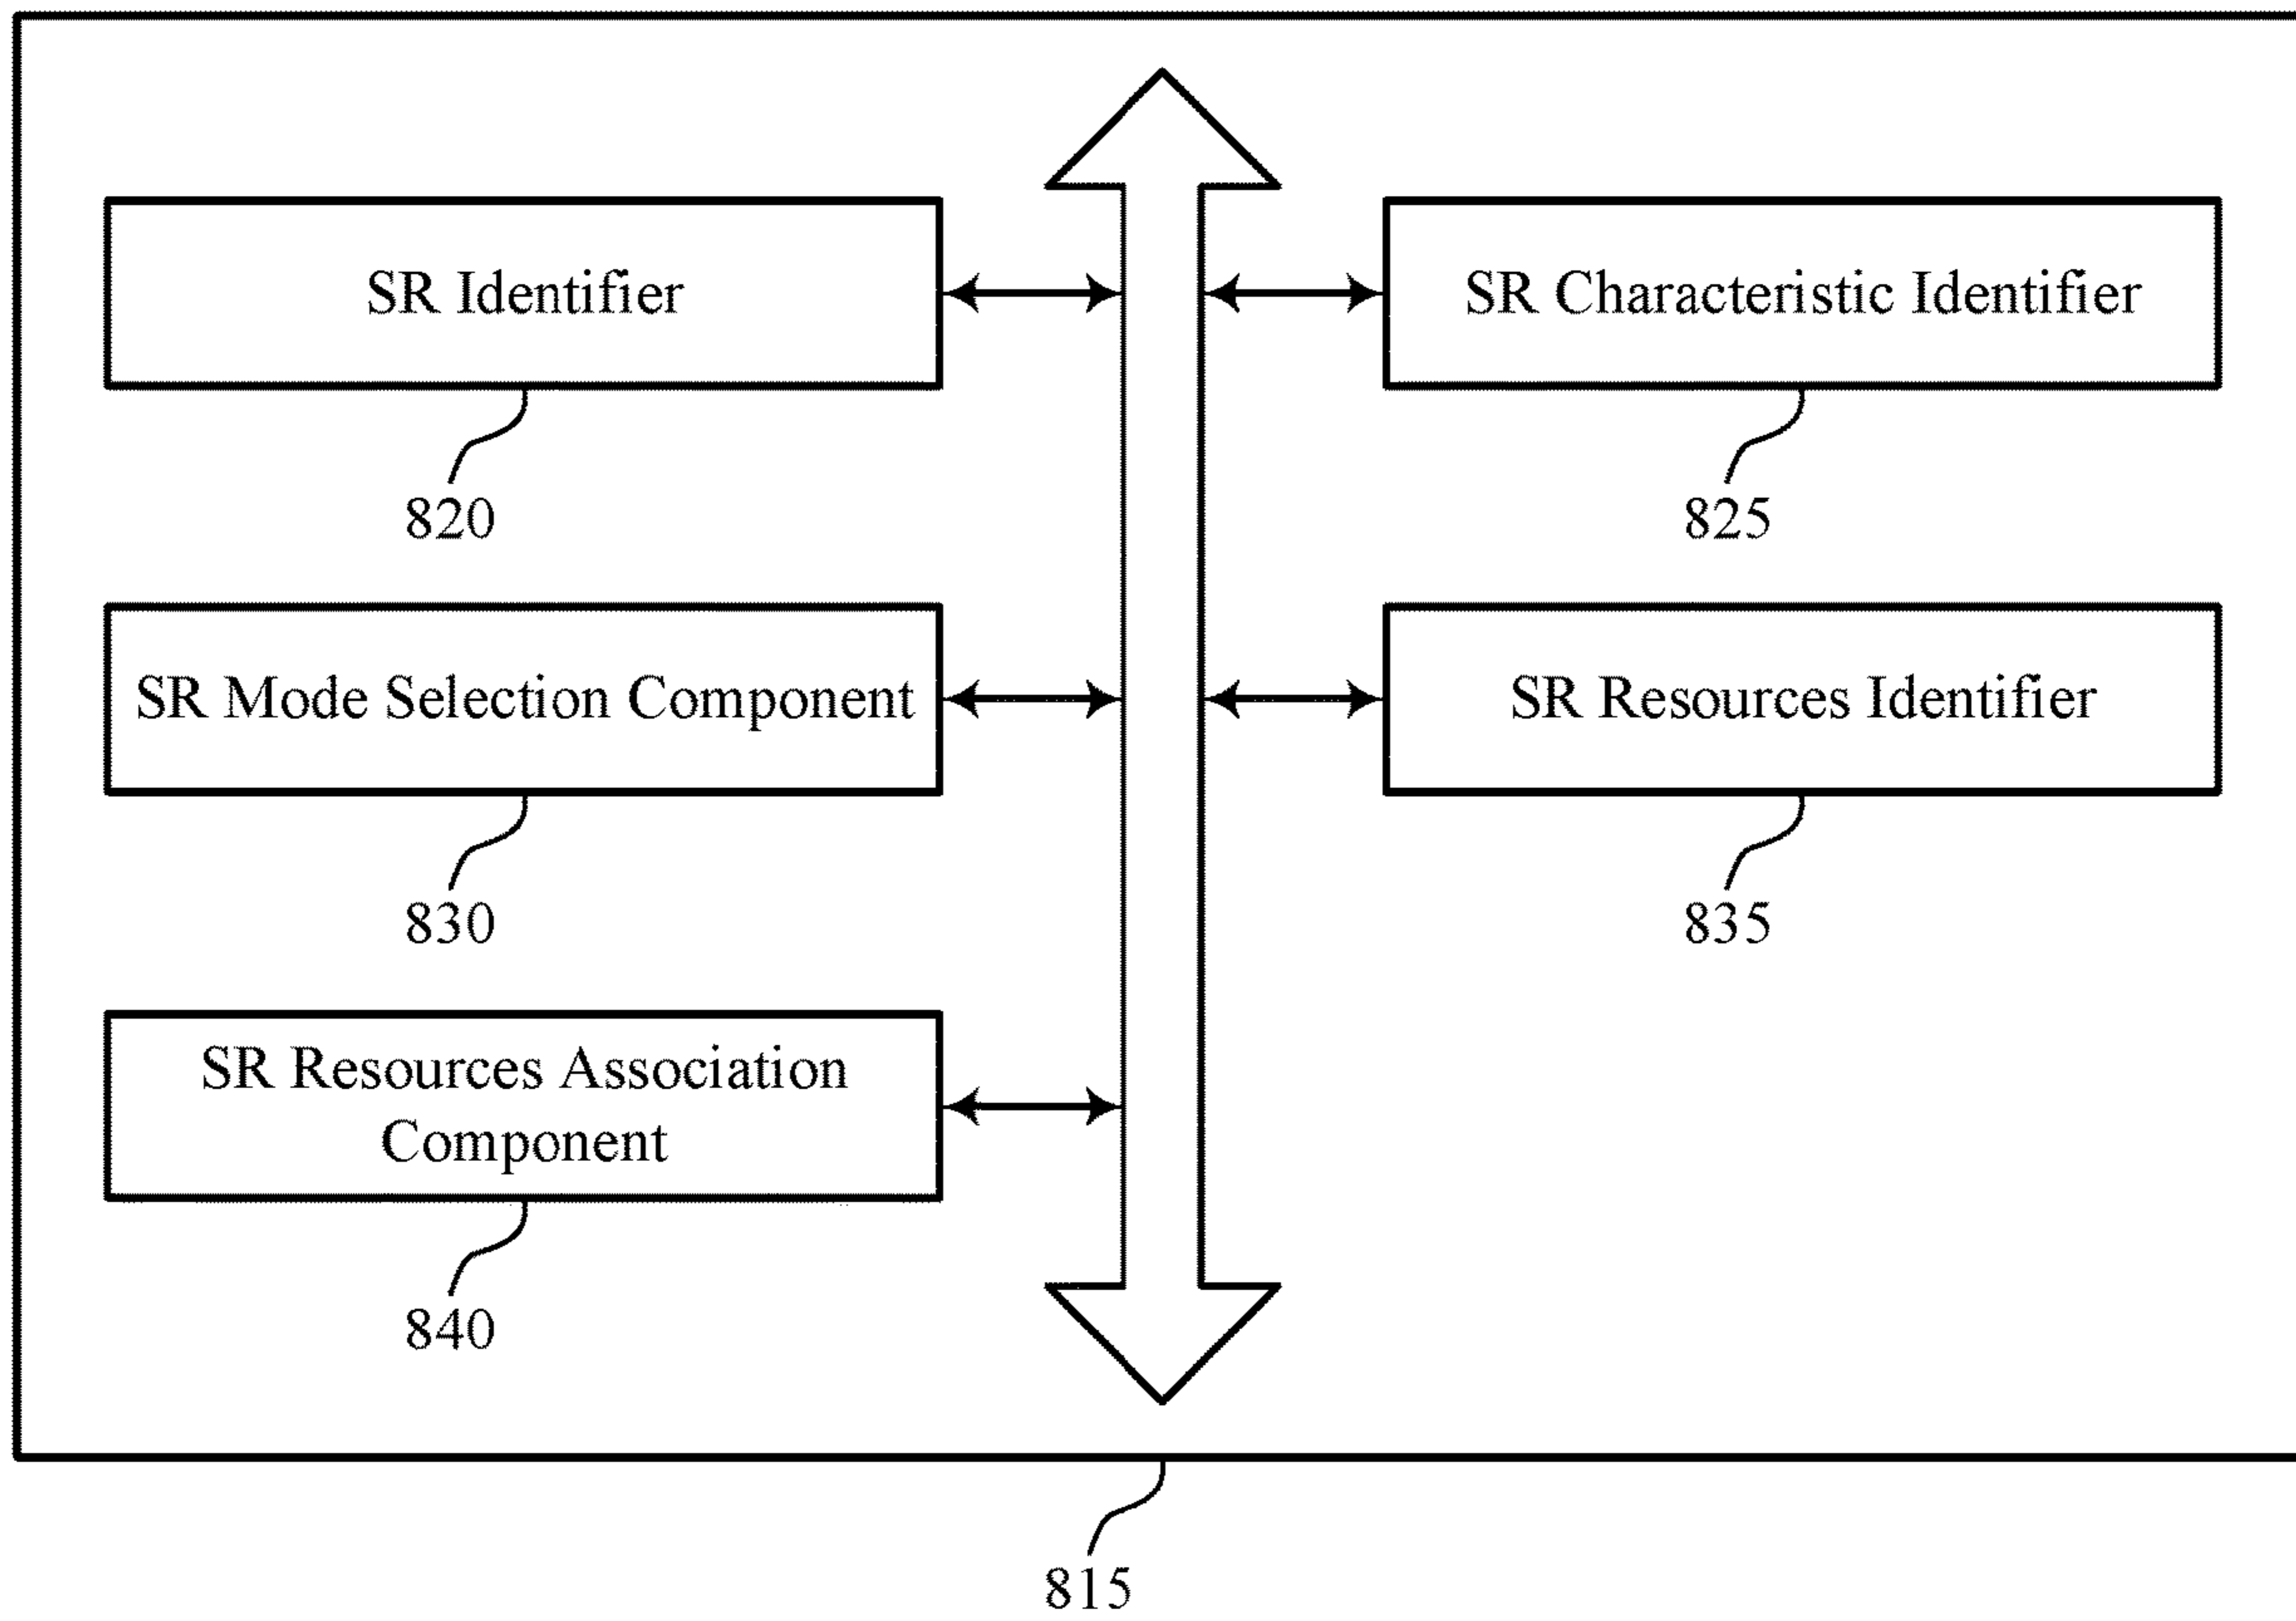 SR Identifier
820
SR Characteristic Identifier
825
SR Mode Selection Component
830
SR Resources Identifier
835
SR Resources Association
Component
840
815